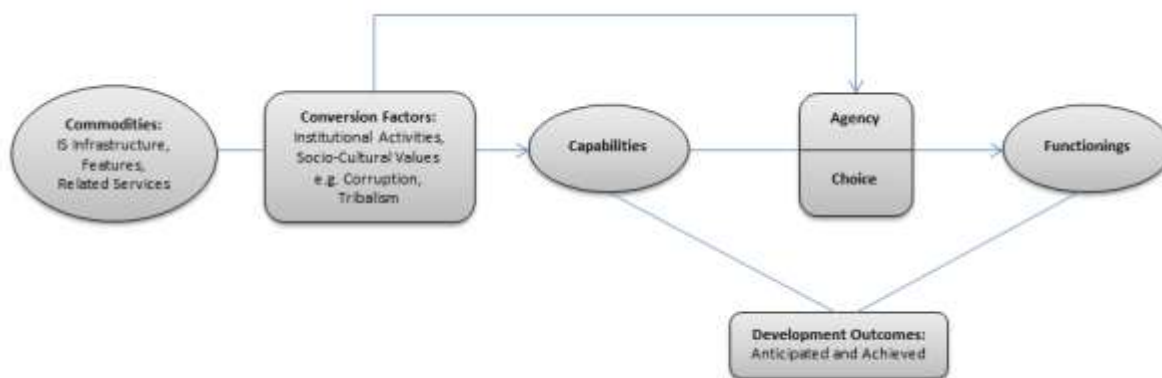 Commodities:
IS Infrastructure,
Features,
Related Services
Conversion Factors:
Institutional Activities,
Socio-Cultural Values
e.g. Corruption,
Tribalism
Capabilities
Agency
Choice
Functionings
Development Outcomes:
Anticipated and Achieved